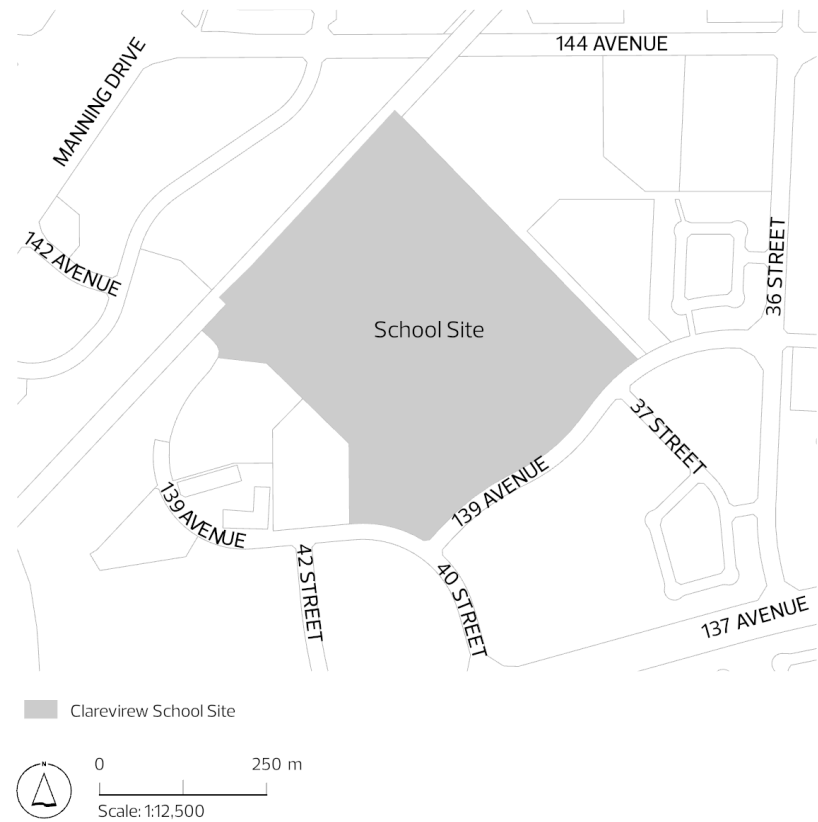 144 AVENUE
MANNING DRIVE
142 AVENUE
36 STREET
School Site
37 STREET
139 AVENUE
139 AVENUE
42 STREET
40 STREET
137 AVENUE
Clarevirew School Site
N
0 250 m
Scale: 1:12,500